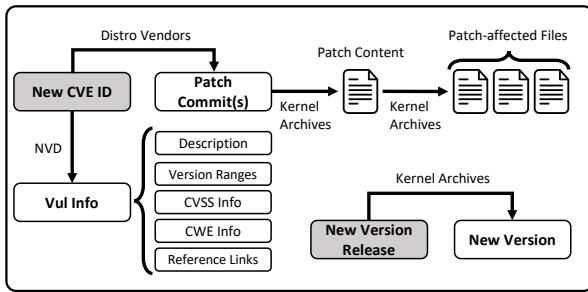 Distro Vendors
New CVE ID
Patch
Commit(s)
Kernel
Archives
Patch Content
Kernel
Archives
Patch-affected Files
NVD
Vul Info
Description
Version Ranges
CVSS Info
CWE Info
Reference Links
Kernel Archives
New Version
Release
New Version